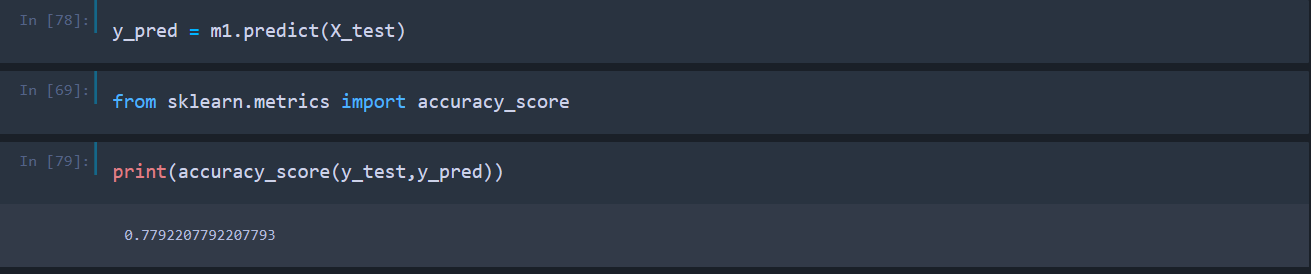 In [78]: y_pred = m1.predict(X_test)
In [69]: from sklearn.metrics import accuracy_score
In [79]: print(accuracy_score(y_test,y_pred))
0.7792207792207793